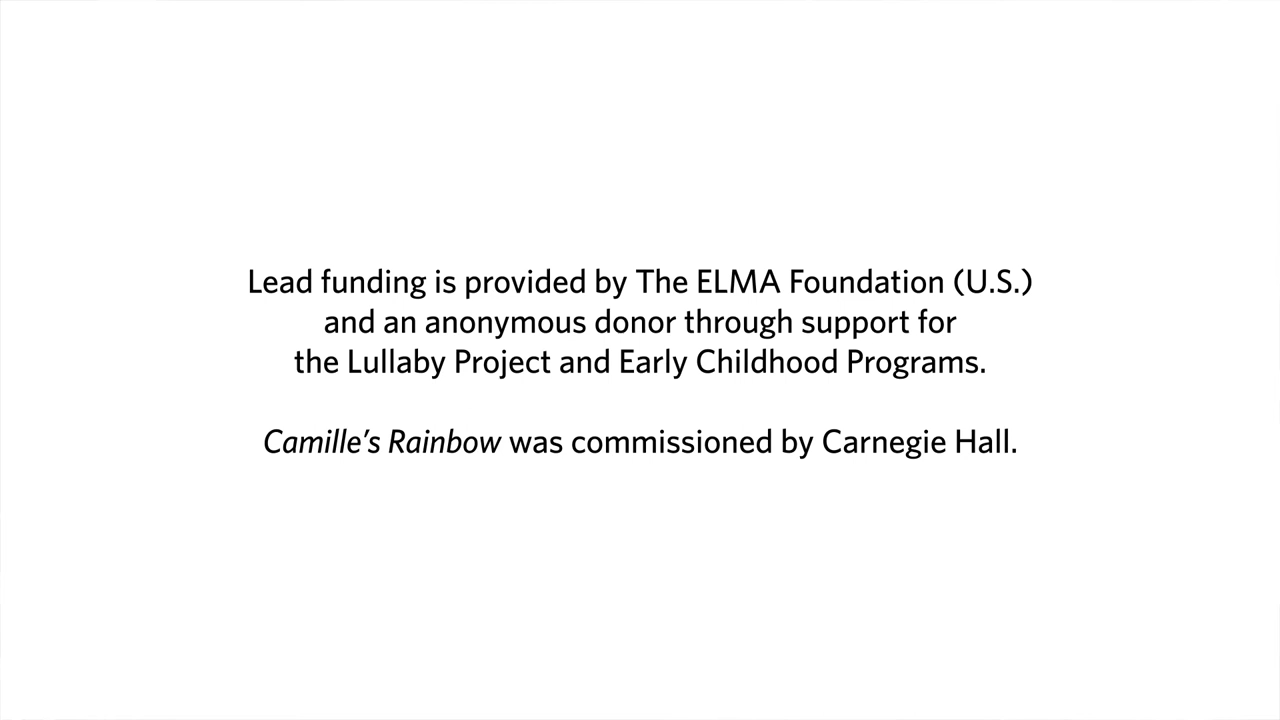 Lead funding is provided by The ELMA Foundation (U.S.)
and an anonymous donor through support for
the Lullaby Project and Early Childhood Programs.
Camille’s Rainbow was commissioned by Carnegie Hall.